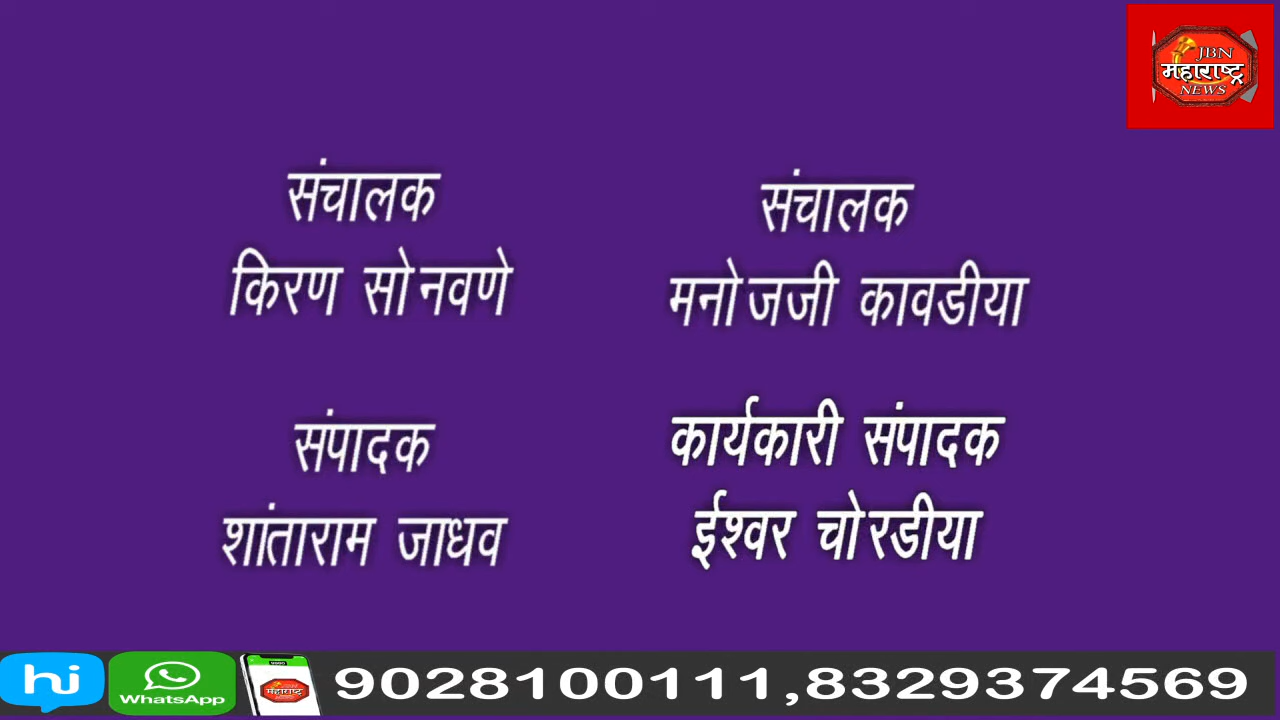 JBN
महाराष्ट्र
NEWS
संचालक
किरण सोनवणे
संचालक
मनोजजी कावडीया
संपादक
शांताराम जाधव
कार्यकारी संपादक
ईश्वर चोरडीया
hi
WhatsApp
महाराष्ट्र
9028100111,8329374569